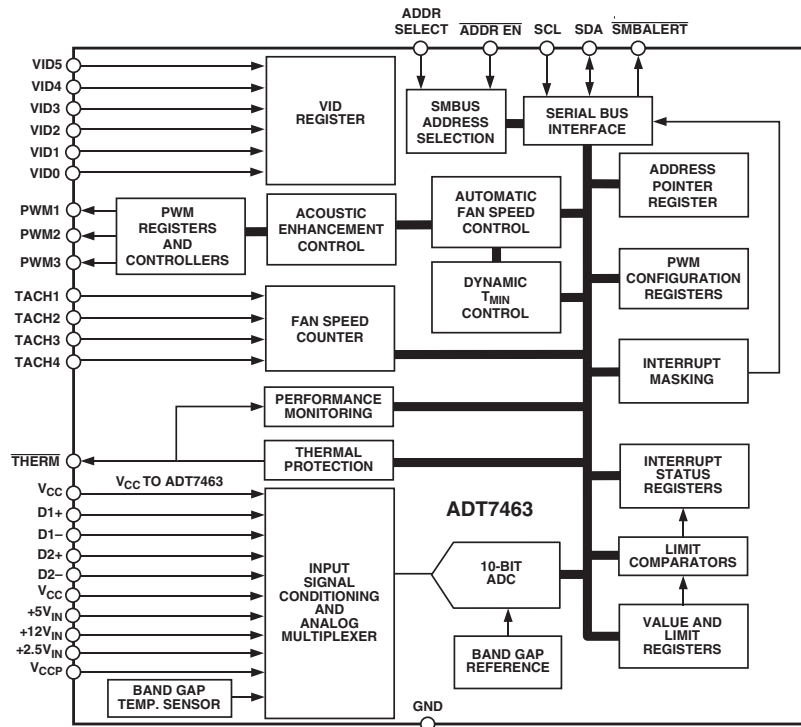 ADDR
SELECT
ADDR EN
SCL
SDA
SMBALERT
VID5
VID4
VID3
VID2
VID1
VID0
VID
REGISTER
SMBUS
ADDRESS
SELECTION
SERIAL BUS
INTERFACE
ADDRESS
POINTER
REGISTER
PWM1
PWM2
PWM3
PWM
REGISTERS
AND
CONTROLLERS
ACOUSTIC
ENHANCEMENT
CONTROL
AUTOMATIC
FAN SPEED
CONTROL
DYNAMIC
TMIN
CONTROL
PWM
CONFIGURATION
REGISTERS
TACH1
TACH2
TACH3
TACH4
FAN SPEED
COUNTER
INTERRUPT
MASKING
PERFORMANCE
MONITORING
THERM
THERMAL
PROTECTION
INTERRUPT
STATUS
REGISTERS
VCC
VCC TO ADT7463
D1+
D1–
D2+
D2–
VCC
+5VIN
+12VIN
+2.5VIN
VCCP
INPUT
SIGNAL
CONDITIONING
AND
ANALOG
MULTIPLEXER
ADT7463
10-BIT
ADC
LIMIT
COMPARATORS
VALUE AND
LIMIT
REGISTERS
BAND GAP
REFERENCE
BAND GAP
TEMP. SENSOR
GND